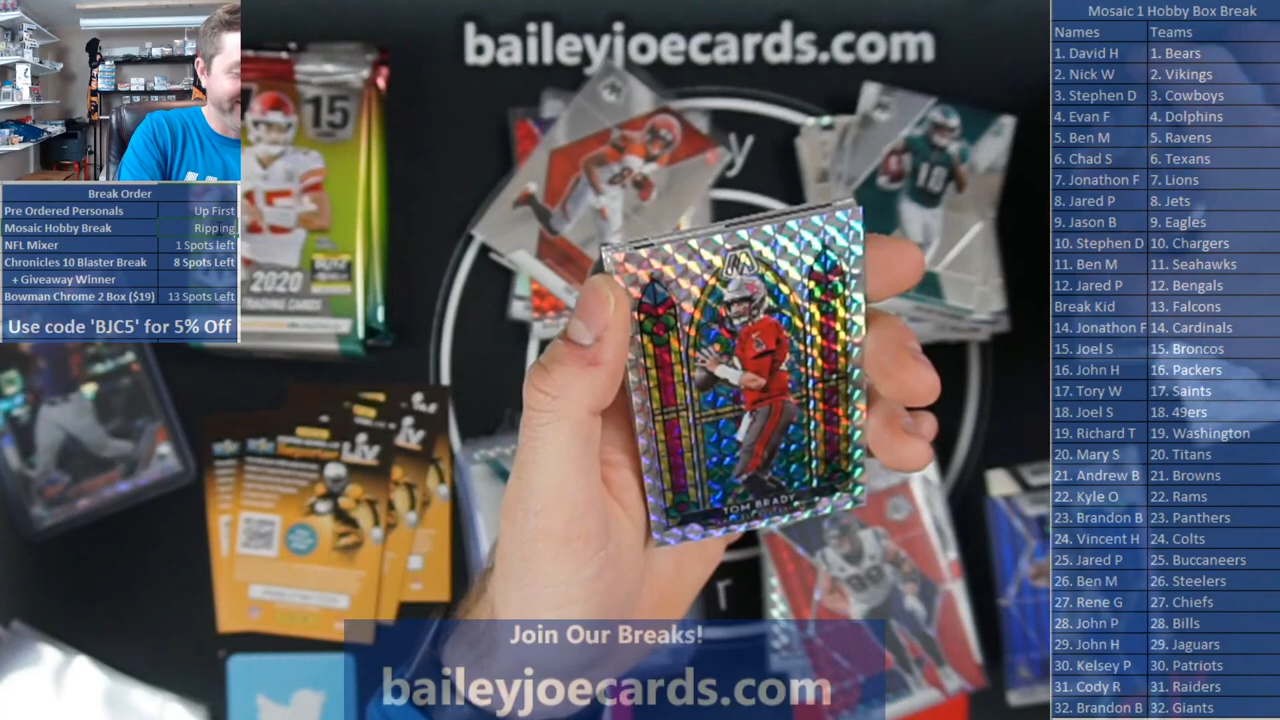 baileyjoecards.com
Break Order
Pre Ordered Personals Up First
Mosaic Hobby Break Ripping
NFL Mixer 1 Spots left
Chronicles 10 Blaster Break 8 Spots Left
+ Giveaway Winner
Bowman Chrome 2 Box ($19) 13 Spots Left
Use code 'BJC5' for 5% Off
15
2020
TRADING CARDS
18
LIV
TOM BRADY
Join Our Breaks!
baileyjoecards.com
Mosaic 1 Hobby Box Break
Names Teams
1. David H 1. Bears
2. Nick W 2. Vikings
3. Stephen D 3. Cowboys
4. Evan F 4. Dolphins
5. Ben M 5. Ravens
6. Chad S 6. Texans
7. Jonathon F 7. Lions
8. Jared P 8. Jets
9. Jason B 9. Eagles
10. Stephen D 10. Chargers
11. Ben M 11. Seahawks
12. Jared P 12. Bengals
Break Kid 13. Falcons
14. Jonathon F 14. Cardinals
15. Joel S 15. Broncos
16. John H 16. Packers
17. Tory W 17. Saints
18. Joel S 18. 49ers
19. Richard T 19. Washington
20. Mary S 20. Titans
21. Andrew B 21. Browns
22. Kyle O 22. Rams
23. Brandon B 23. Panthers
24. Vincent H 24. Colts
25. Jared P 25. Buccaneers
26. Ben M 26. Steelers
27. Rene G 27. Chiefs
28. John P 28. Bills
29. John H 29. Jaguars
30. Kelsey P 30. Patriots
31. Cody R 31. Raiders
32. Brandon B 32. Giants